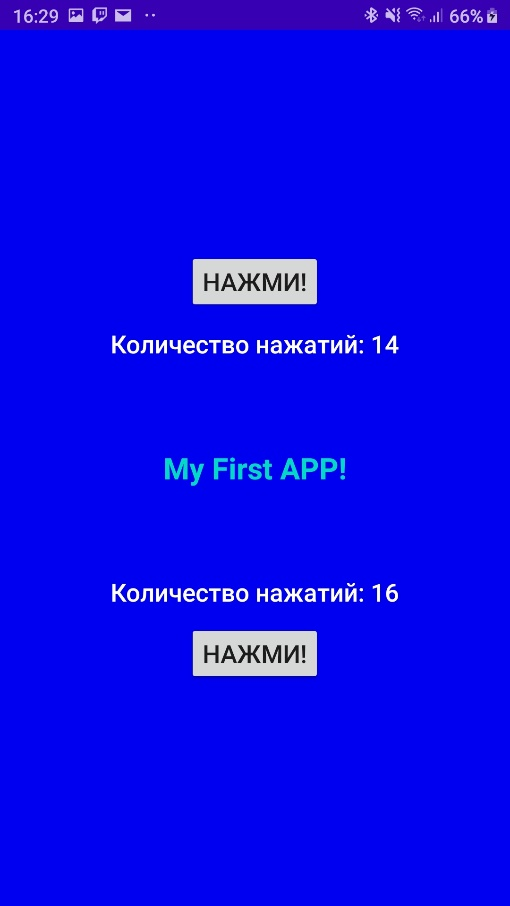 16:29 66%
НАЖМИ!
Количество нажатий: 14
My First APP!
Количество нажатий: 16
НАЖМИ!